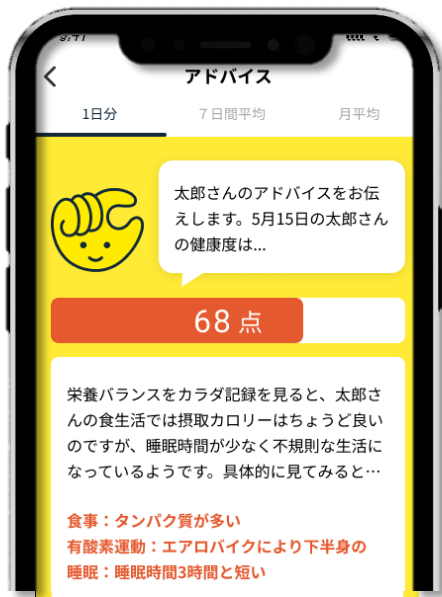 9:41
アドバイス
1日分
7日間平均
月平均
太郎さんのアドバイスをお伝
えします。5月15日の太郎さん
の健康度は...
68点
栄養バランスをカラダ記録を見ると、太郎さ
んの食生活では摂取カロリーはちょうど良い
のですが、睡眠時間が少なく不規則な生活に
なっているようです。具体的に見てみると…
食事：タンパク質が多い
有酸素運動：エアロバイクにより下半身の
睡眠：睡眠時間3時間と短い